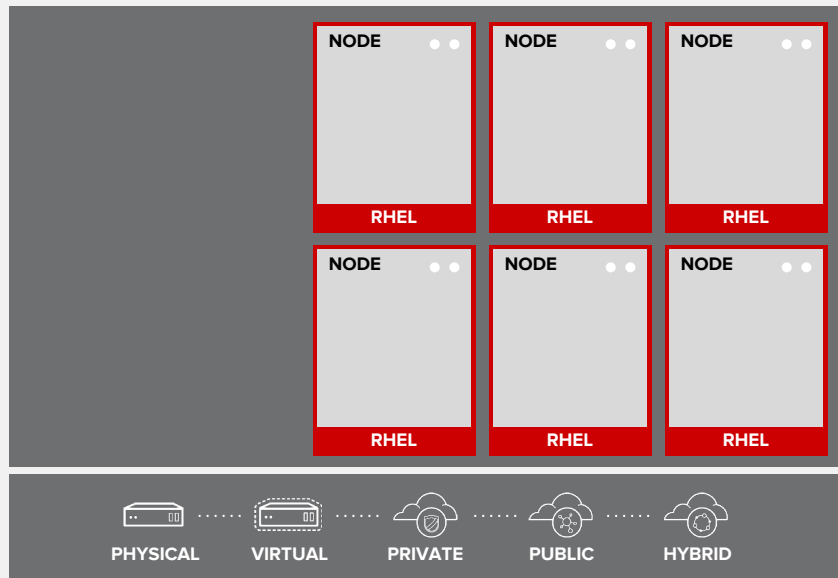 NODE NODE NODE
RHEL RHEL RHEL
NODE NODE NODE
RHEL RHEL RHEL
PHYSICAL VIRTUAL PRIVATE PUBLIC HYBRID